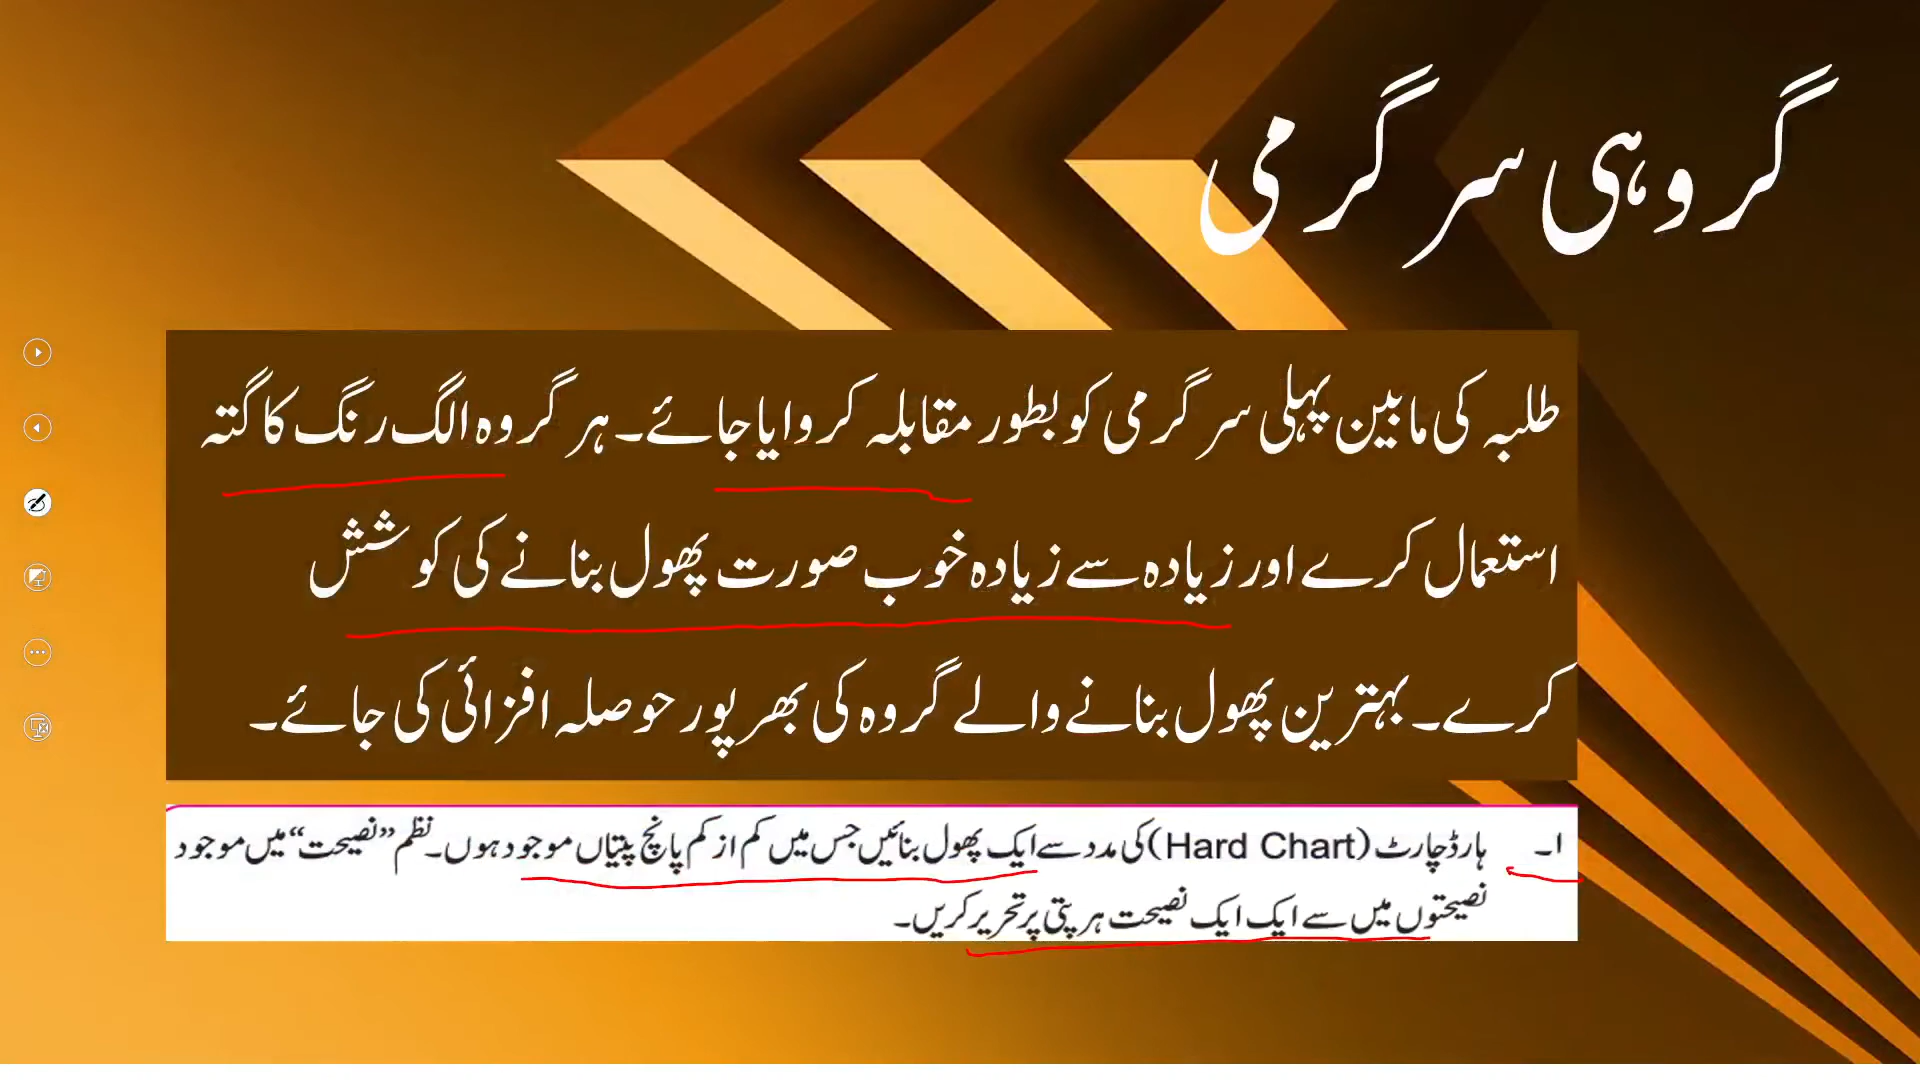 گروہی سرگرمی
طلبہ کی مابین پہلی سرگرمی کو بطور مقابلہ کروایا جائے۔ ہر گروہ الگ رنگ کا گتہ
استعمال کرے اور زیادہ سے زیادہ خوب صورت پھول بنانے کی کوشش
کرے۔ بہترین پھول بنانے والے گروہ کی بھرپور حوصلہ افزائی کی جائے۔
۱۔ ہارڈ چارٹ (Hard Chart) کی مدد سے ایک پھول بنائیں جس میں کم از کم پانچ پتیاں موجود ہوں۔ نظم ”نصیحت“ میں موجود
نصیحتوں میں سے ایک ایک نصیحت ہر پتی پر تحریر کریں۔